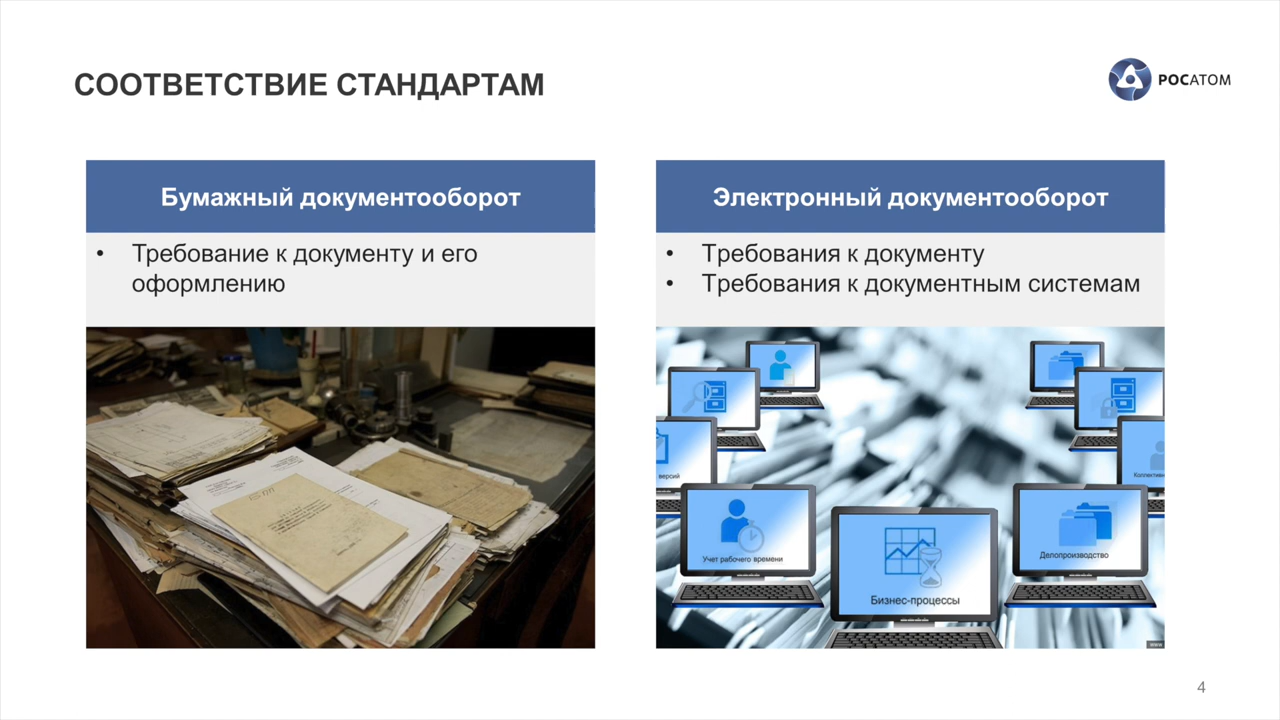 СООТВЕТСТВИЕ СТАНДАРТАМ
РОСАТОМ
Бумажный документооборот
• Требование к документу и его
оформлению
Электронный документооборот
• Требования к документу
• Требования к документным системам
версий
Учет рабочего времени
Бизнес-процессы
Делопроизводство
4